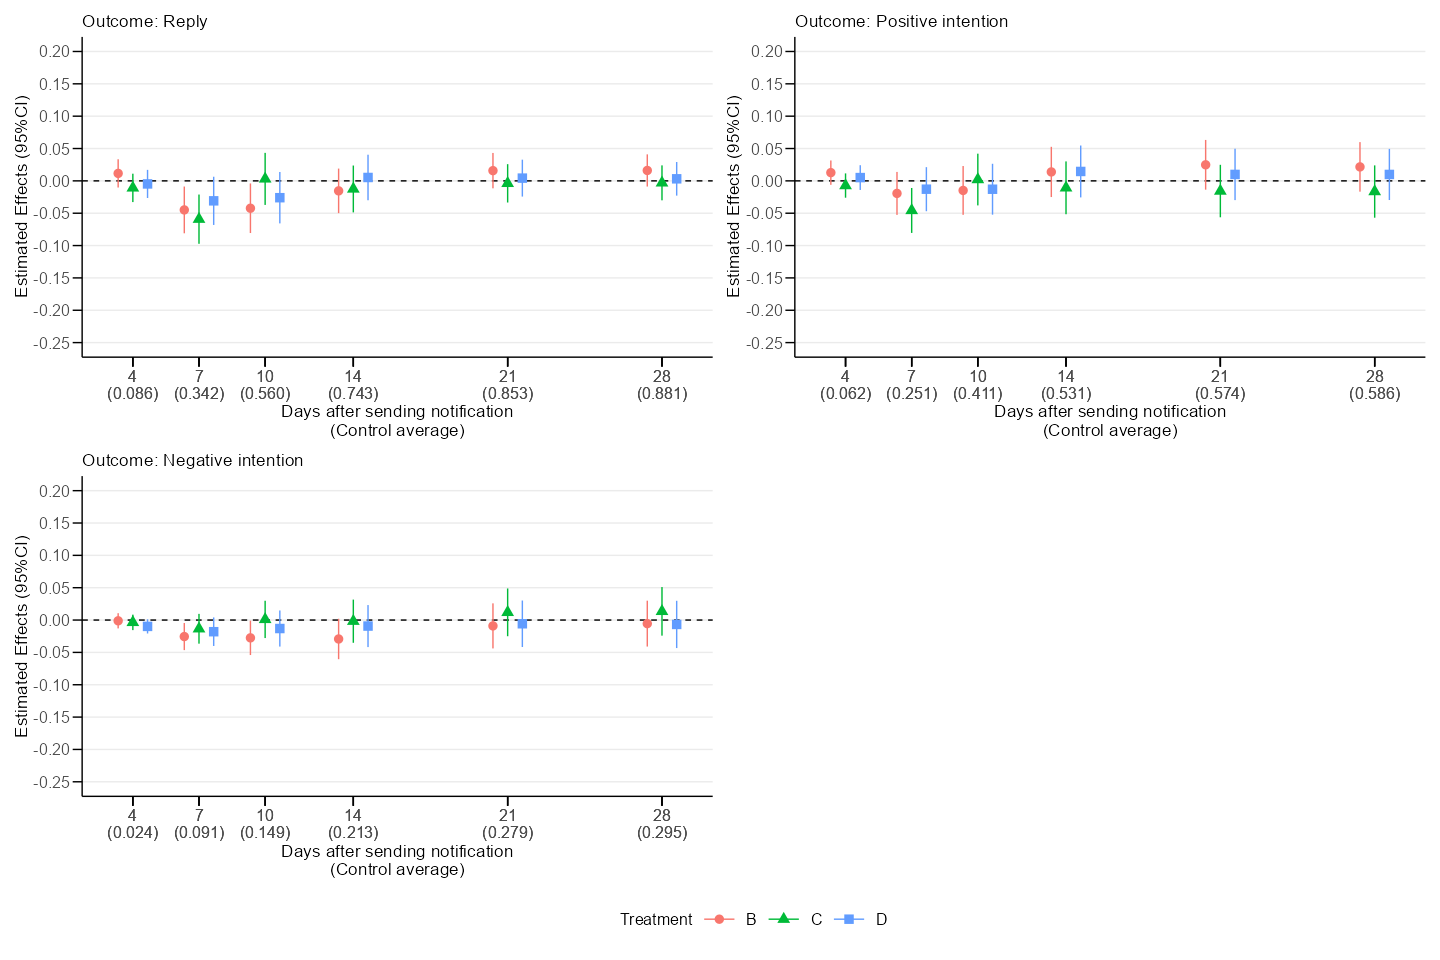 Outcome: Reply
Estimated Effects (95%CI)
0.20
0.15
0.10
0.05
0.00
-0.05
-0.10
-0.15
-0.20
-0.25
4 7 10 14 21 28
(0.086) (0.342) (0.560) (0.743) (0.853) (0.881)
Days after sending notification
(Control average)
Outcome: Positive intention
Estimated Effects (95%CI)
0.20
0.15
0.10
0.05
0.00
-0.05
-0.10
-0.15
-0.20
-0.25
4 7 10 14 21 28
(0.062) (0.251) (0.411) (0.531) (0.574) (0.586)
Days after sending notification
(Control average)
Outcome: Negative intention
Estimated Effects (95%CI)
0.20
0.15
0.10
0.05
0.00
-0.05
-0.10
-0.15
-0.20
-0.25
4 7 10 14 21 28
(0.024) (0.091) (0.149) (0.213) (0.279) (0.295)
Days after sending notification
(Control average)
Treatment B C D